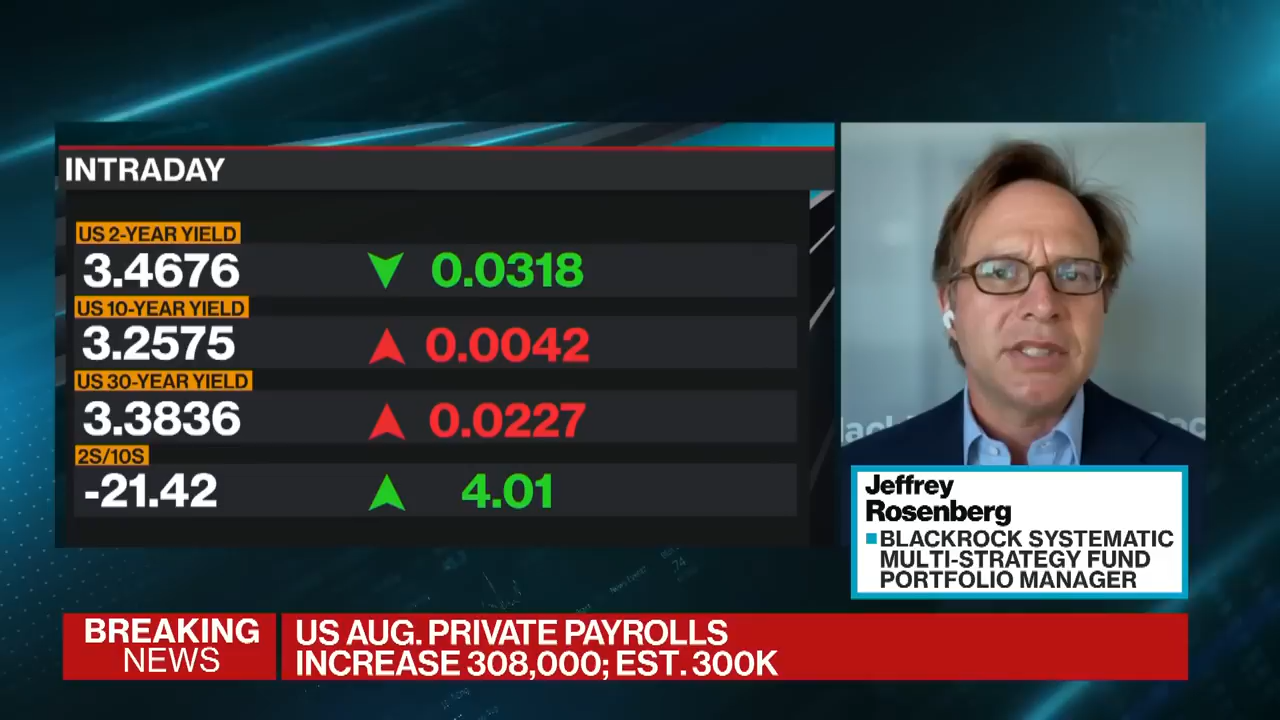 INTRADAY
US 2-YEAR YIELD
3.4676 0.0318
US 10-YEAR YIELD
3.2575 0.0042
US 30-YEAR YIELD
3.3836 0.0227
2S/10S
-21.42 4.01
Jeffrey
Rosenberg
BLACKROCK SYSTEMATIC
MULTI-STRATEGY FUND
PORTFOLIO MANAGER
BREAKING
NEWS
US AUG. PRIVATE PAYROLLS
INCREASE 308,000; EST. 300K